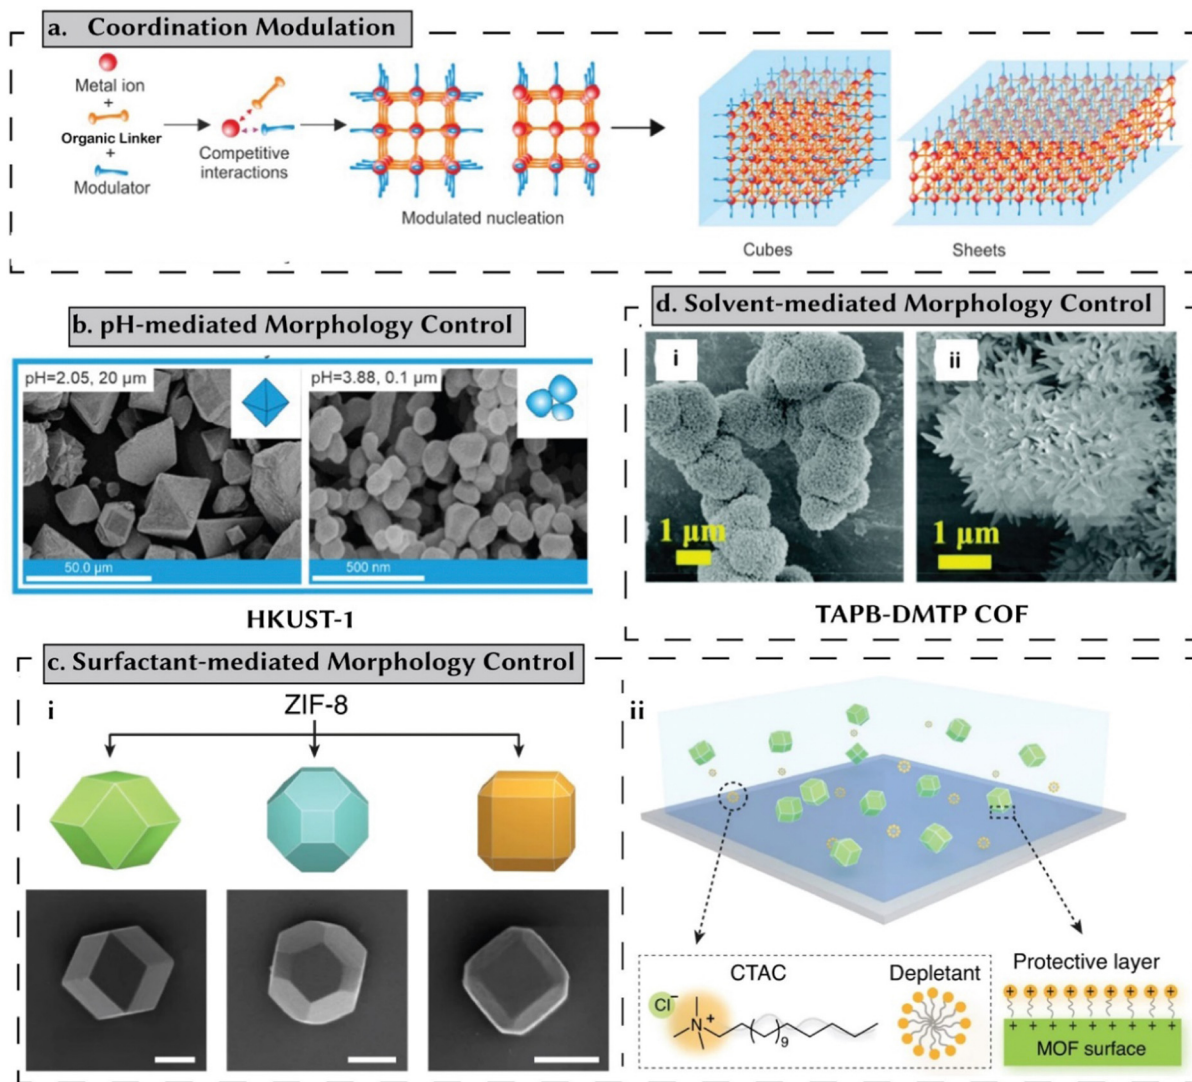 a. Coordination Modulation
Metal ion
+
Organic Linker
+
Modulator
Competitive
interactions
Modulated nucleation
Cubes
Sheets
b. pH-mediated Morphology Control
pH=2.05, 20 µm
pH=3.88, 0.1 µm
50.0 µm
500 nm
HKUST-1
d. Solvent-mediated Morphology Control
i
ii
1 µm
1 µm
TAPB-DMTP COF
c. Surfactant-mediated Morphology Control
i
ZIF-8
ii
CTAC
Cl−
N+
9
Depletant
Protective layer
+ + + + + + + + +
+ + + + + + + + +
MOF surface